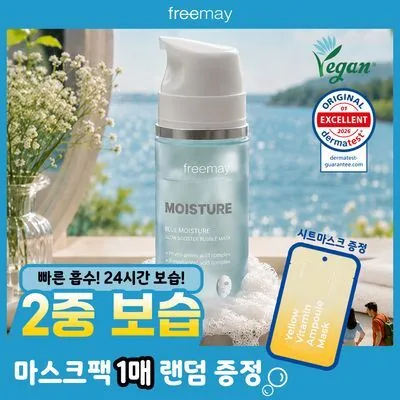 freemay
Vegan
ORIGINAL
01
EXCELLENT
2026
dermatest®
dermatest-
guarantee.com
freemay
MOISTURE
BLUE MOISTURE
시트마스크 증정
Yellow
Vitamin
Ampoule
Mask
빠른 흡수! 24시간 보습!
2중 보습
마스크팩 1매 랜덤 증정